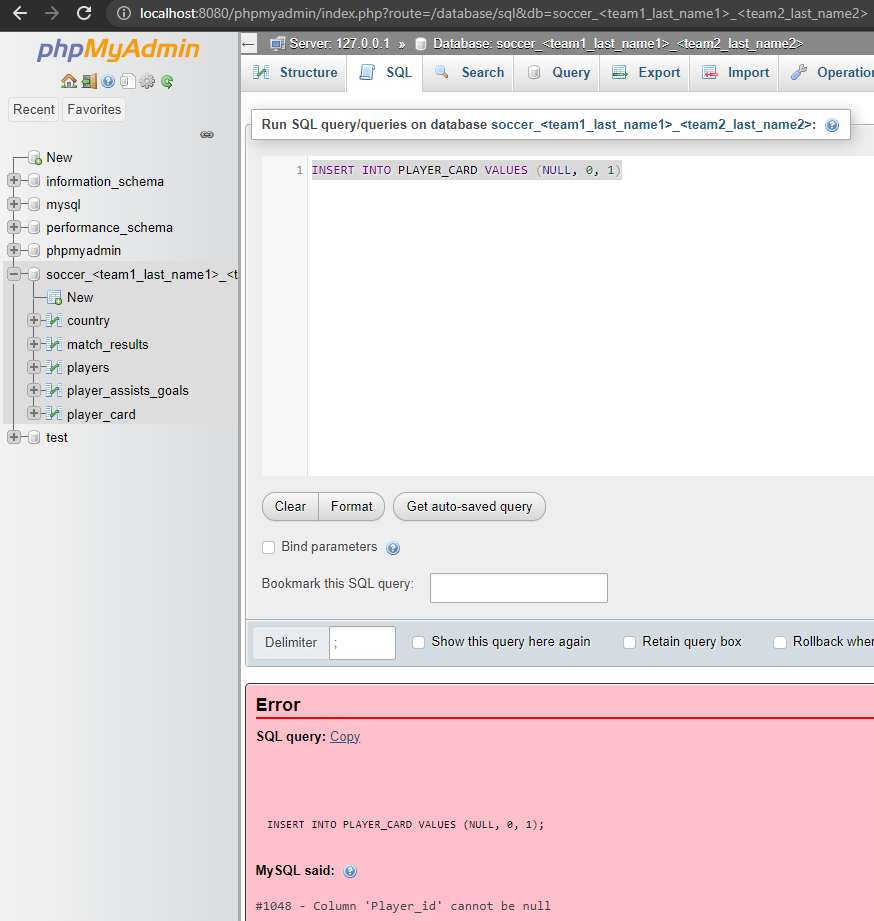 localhost:8080/phpmyadmin/index.php?route=/database/sql&db=soccer_<team1_last_name1>_<team2_last_name2>
phpMyAdmin
Recent Favorites
New
information_schema
mysql
performance_schema
phpmyadmin
soccer_<team1_last_name1>_<t
New
country
match_results
players
player_assists_goals
player_card
test
Server: 127.0.0.1 » Database: soccer_<team1_last_name1>_<team2_last_name2>
Structure SQL Search Query Export Import Operation
Run SQL query/queries on database soccer_<team1_last_name1>_<team2_last_name2>:
1 INSERT INTO PLAYER_CARD VALUES (NULL, 0, 1)
Clear Format Get auto-saved query
Bind parameters
Bookmark this SQL query:
Delimiter ; Show this query here again Retain query box Rollback when
Error
SQL query: Copy
INSERT INTO PLAYER_CARD VALUES (NULL, 0, 1);
MySQL said:
#1048 - Column 'Player_id' cannot be null